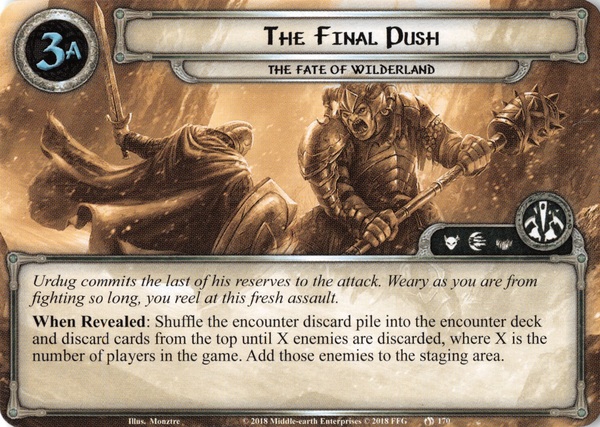 3A
THE FINAL PUSH
THE FATE OF WILDERLAND
Urdug commits the last of his reserves to the attack. Weary as you are from
fighting so long, you reel at this fresh assault.
When Revealed: Shuffle the encounter discard pile into the encounter deck
and discard cards from the top until X enemies are discarded, where X is the
number of players in the game. Add those enemies to the staging area.
Illus. Monztre © 2018 Middle-earth Enterprises © 2018 FFG 170